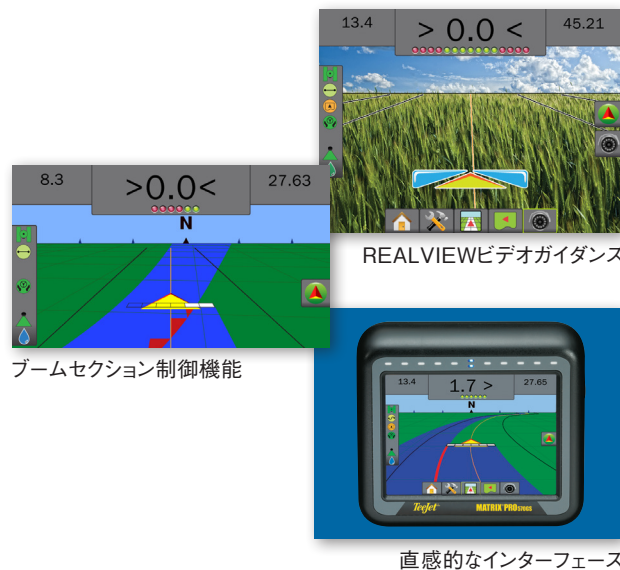 13.4 > 0.0 < 45.21
REALVIEWビデオガイダンス
8.3 >0.0< 27.63
N
ブームセクション制御機能
13.4 1.7 > 27.65
N
TeeJet MATRIX PRO 570GS
直感的なインターフェース